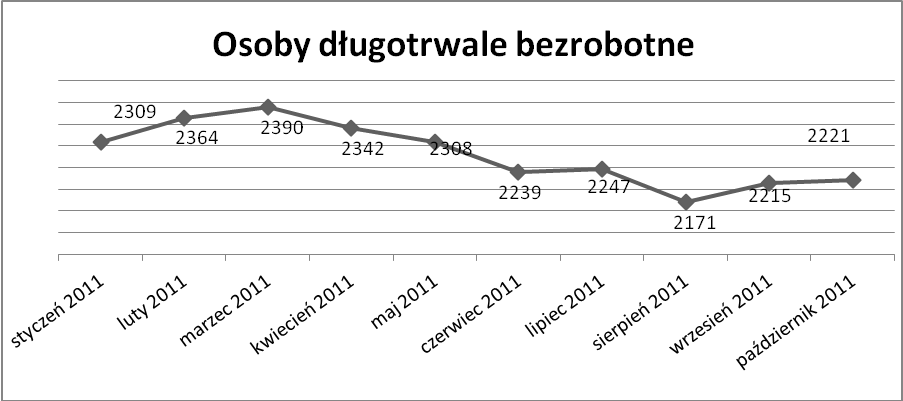 Osoby długotrwale bezrobotne
2309
2364
2390
2342
2308
2239
2247
2171
2215
2221
styczeń 2011
luty 2011
marzec 2011
kwiecień 2011
maj 2011
czerwiec 2011
lipiec 2011
sierpień 2011
wrzesień 2011
październik 2011